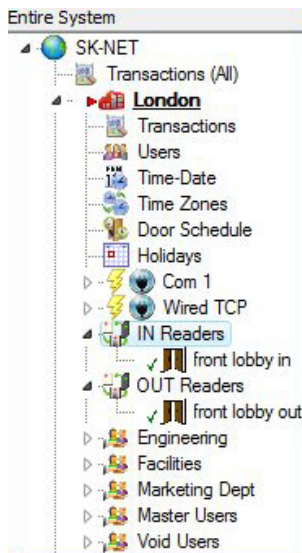 Entire System
SK-NET
Transactions (All)
London
Transactions
Users
Time-Date
Time Zones
Door Schedule
Holidays
Com 1
Wired TCP
IN Readers
front lobby in
OUT Readers
front lobby out
Engineering
Facilities
Marketing Dept
Master Users
Void Users